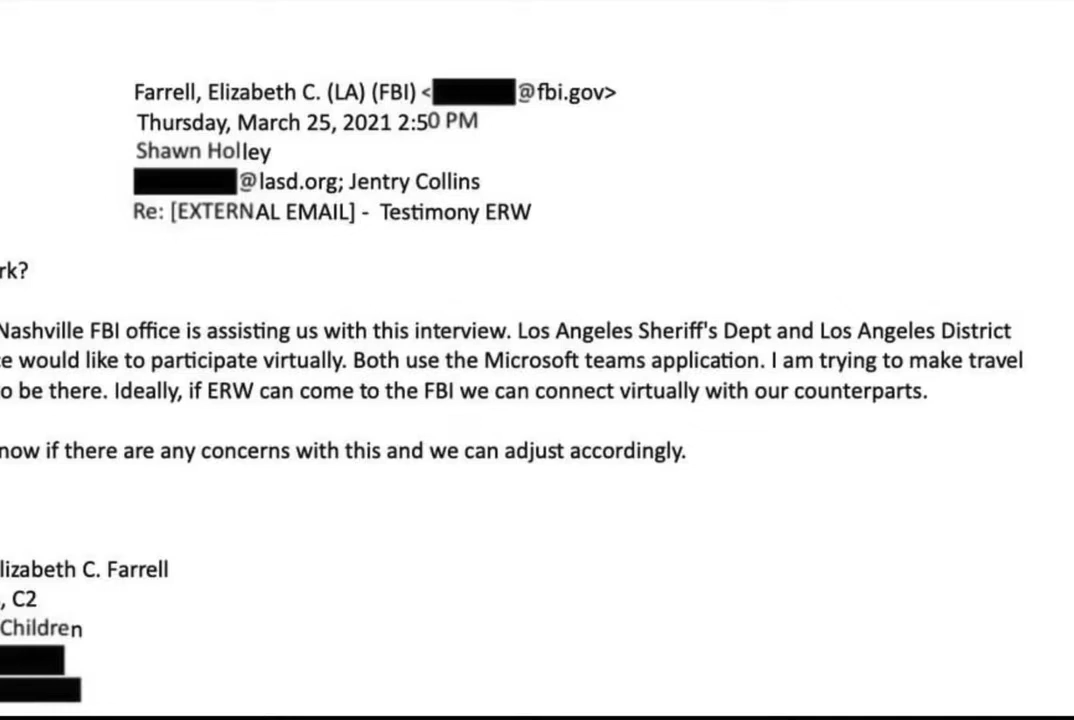 Farrell, Elizabeth C. (LA) (FBI) < @fbi.gov>
Thursday, March 25, 2021 2:50 PM
Shawn Holley
@lasd.org; Jentry Collins
Re: [EXTERNAL EMAIL] - Testimony ERW
rk?
Nashville FBI office is assisting us with this interview. Los Angeles Sheriff's Dept and Los Angeles District
e would like to participate virtually. Both use the Microsoft teams application. I am trying to make travel
o be there. Ideally, if ERW can come to the FBI we can connect virtually with our counterparts.
now if there are any concerns with this and we can adjust accordingly.
lizabeth C. Farrell
, C2
Children